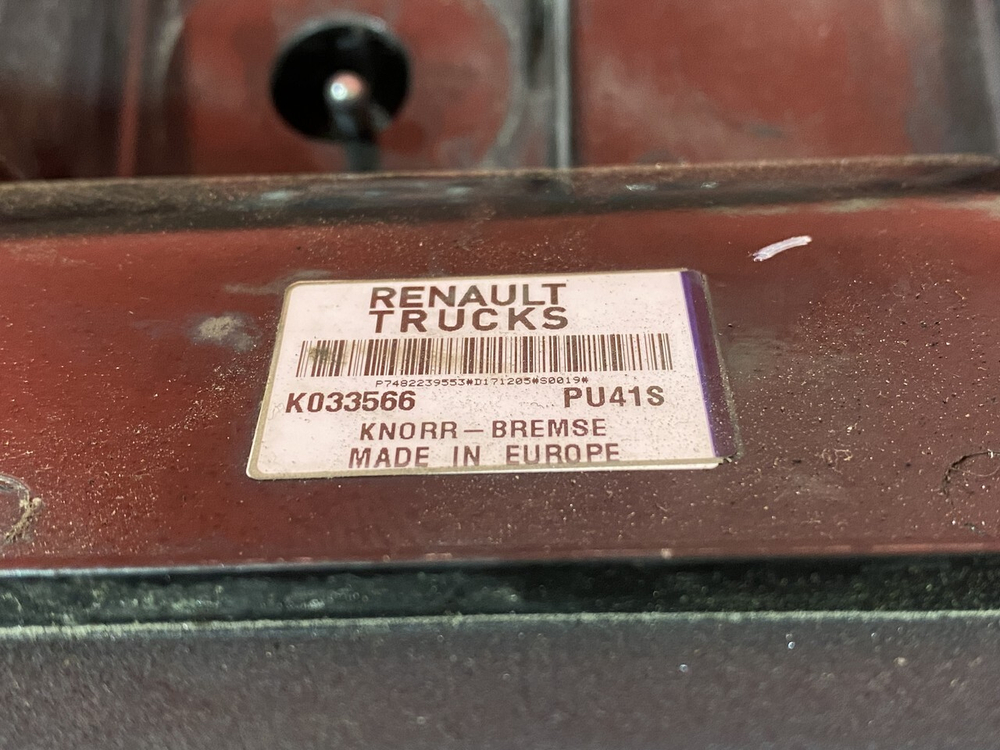 RENAULT
TRUCKS
P7482239553#D171205#S0019#
K033566 PU41S
KNORR-BREMSE
MADE IN EUROPE